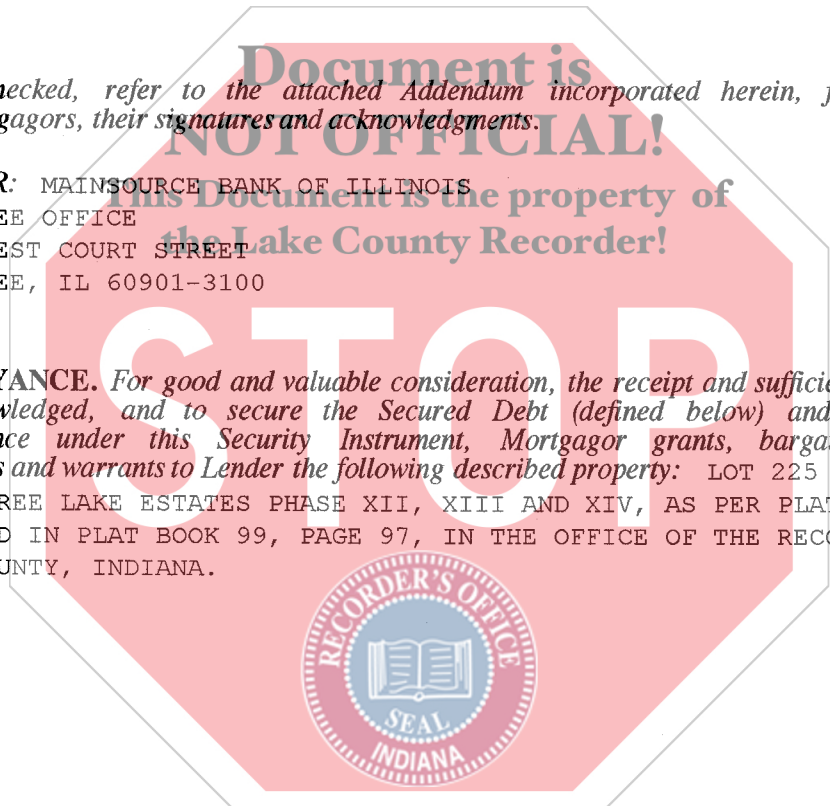 Document is
necked, refer to the attached Addendum incorporated herein, f
gagors, their signatures and acknowledgments.
NOT OFFICIAL!
R: MAINSOURCE BANK OF ILLINOIS
This Document is the property of
EE OFFICE
EST COURT STREET
the Lake County Recorder!
EE, IL 60901-3100
STOP
YANCE. For good and valuable consideration, the receipt and sufficie
wledged, and to secure the Secured Debt (defined below) and
nce under this Security Instrument, Mortgagor grants, barga
s and warrants to Lender the following described property: LOT 225
REE LAKE ESTATES PHASE XII, XIII AND XIV, AS PER PLAT
D IN PLAT BOOK 99, PAGE 97, IN THE OFFICE OF THE RECO
UNTY, INDIANA.
RECORDER'S OFFICE
SEAL
INDIANA